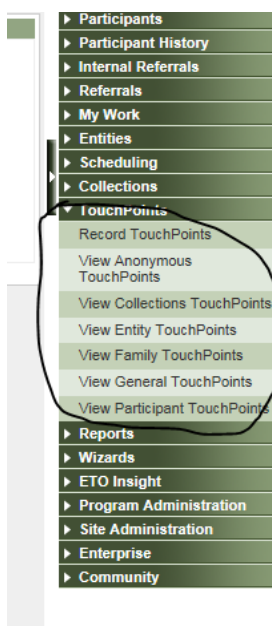 Participants
Participant History
Internal Referrals
Referrals
My Work
Entities
Scheduling
Collections
TouchPoints
Record TouchPoints
View Anonymous
TouchPoints
View Collections TouchPoints
View Entity TouchPoints
View Family TouchPoints
View General TouchPoints
View Participant TouchPoints
Reports
Wizards
ETO Insight
Program Administration
Site Administration
Enterprise
Community